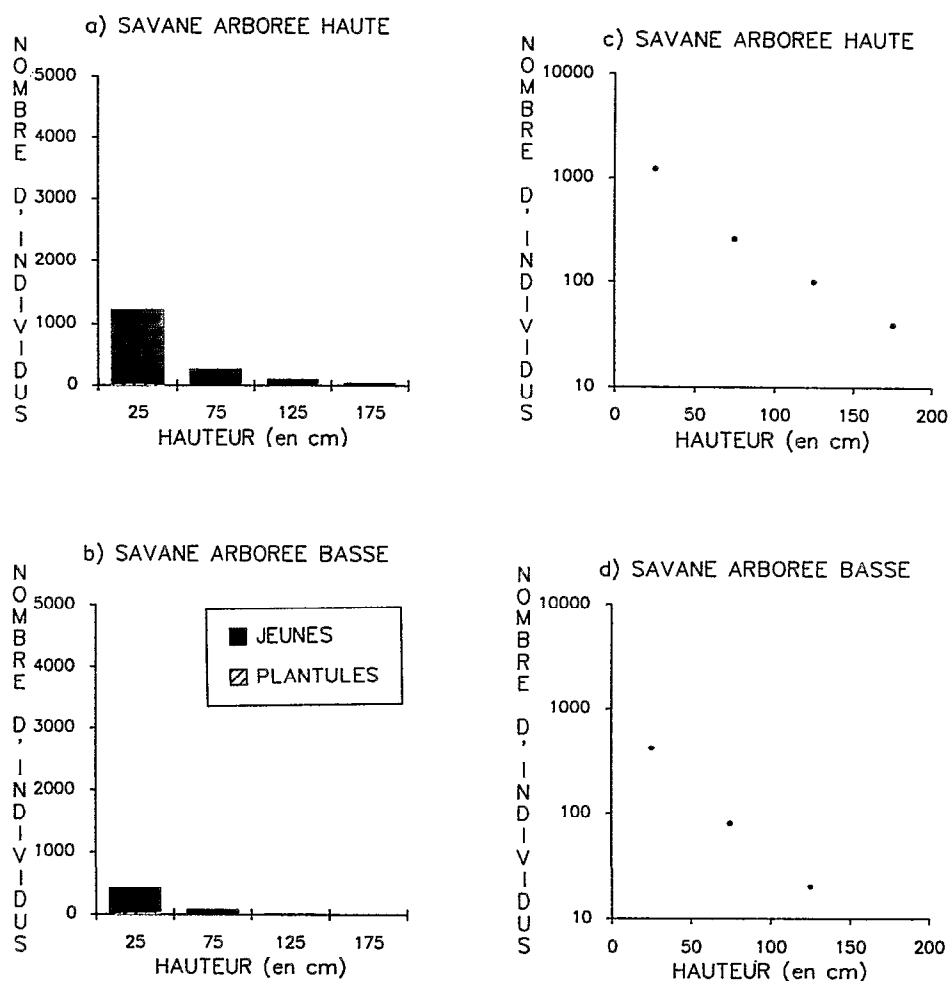 a) SAVANE ARBOREE HAUTE
NOMBRE D'INDIVIDUS
5000
4000
3000
2000
1000
0
25 75 125 175
HAUTEUR (en cm)
c) SAVANE ARBOREE HAUTE
NOMBRE D'INDIVIDUS
10000
1000
100
10
0 50 100 150 200
HAUTEUR (en cm)
b) SAVANE ARBOREE BASSE
NOMBRE D'INDIVIDUS
5000
4000
3000
2000
1000
0
JEUNES
PLANTULES
25 75 125 175
HAUTEUR (en cm)
d) SAVANE ARBOREE BASSE
NOMBRE D'INDIVIDUS
10000
1000
100
10
0 50 100 150 200
HAUTEUR (en cm)